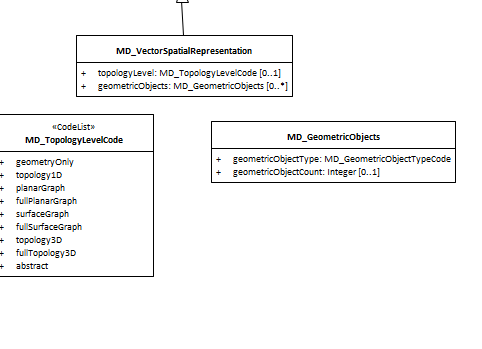 MD_VectorSpatialRepresentation
+ topologyLevel: MD_TopologyLevelCode [0..1]
+ geometricObjects: MD_GeometricObjects [0..*]
«CodeList»
MD_TopologyLevelCode
+ geometryOnly
+ topology1D
+ planarGraph
+ fullPlanarGraph
+ surfaceGraph
+ fullSurfaceGraph
+ topology3D
+ fullTopology3D
+ abstract
MD_GeometricObjects
+ geometricObjectType: MD_GeometricObjectTypeCode
+ geometricObjectCount: Integer [0..1]